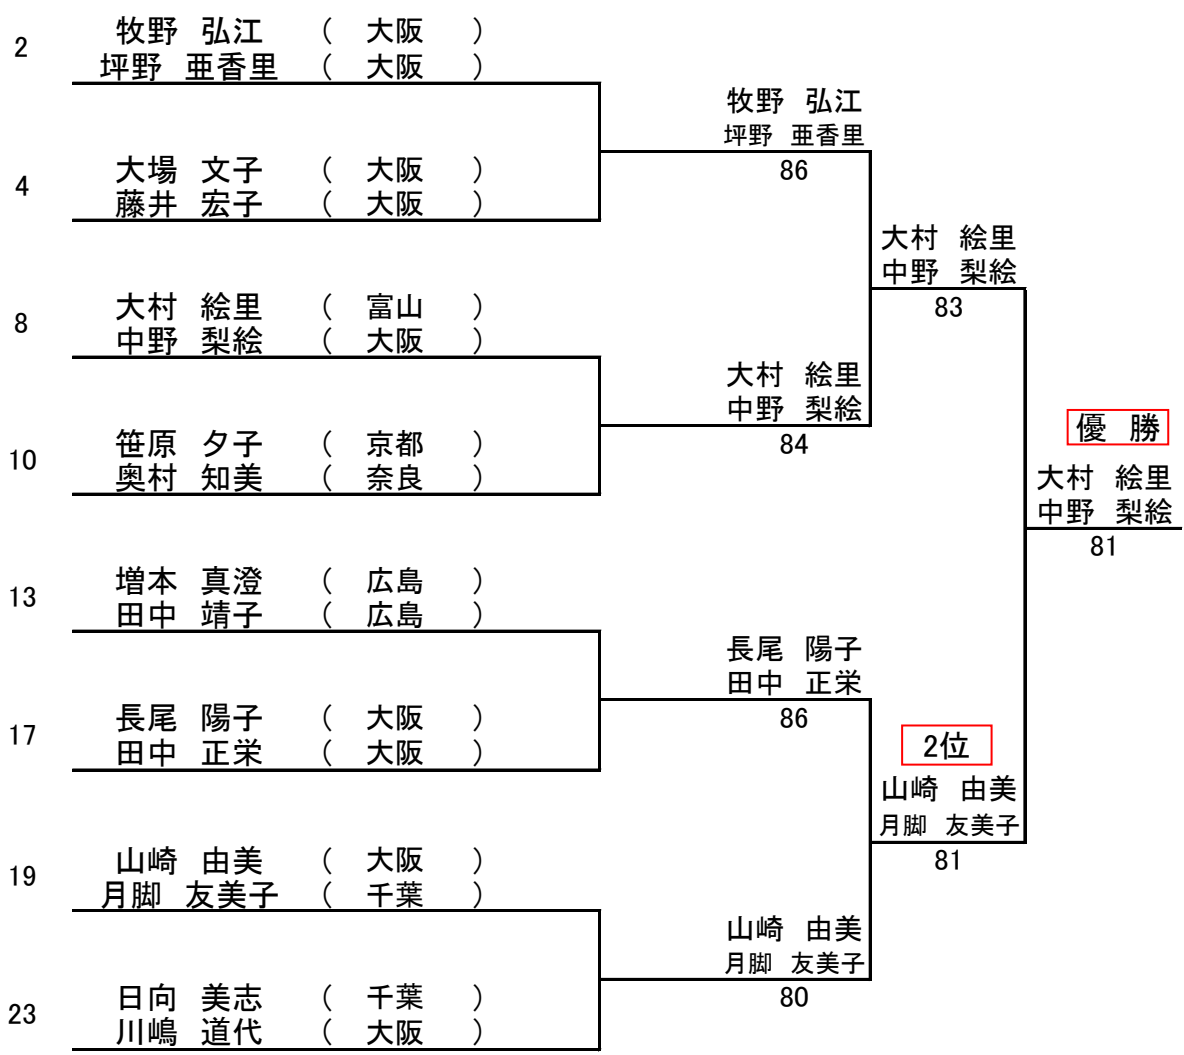 2
牧野 弘江 ( 大阪 )
坪野 亜香里 ( 大阪 )
4
大場 文子 ( 大阪 )
藤井 宏子 ( 大阪 )
8
大村 絵里 ( 富山 )
中野 梨絵 ( 大阪 )
10
笹原 夕子 ( 京都 )
奥村 知美 ( 奈良 )
13
増本 真澄 ( 広島 )
田中 靖子 ( 広島 )
17
長尾 陽子 ( 大阪 )
田中 正栄 ( 大阪 )
19
山崎 由美 ( 大阪 )
月脚 友美子 ( 千葉 )
23
日向 美志 ( 千葉 )
川嶋 道代 ( 大阪 )
牧野 弘江
坪野 亜香里
86
大村 絵里
中野 梨絵
84
長尾 陽子
田中 正栄
86
山崎 由美
月脚 友美子
80
大村 絵里
中野 梨絵
83
2位
山崎 由美
月脚 友美子
81
優 勝
大村 絵里
中野 梨絵
81